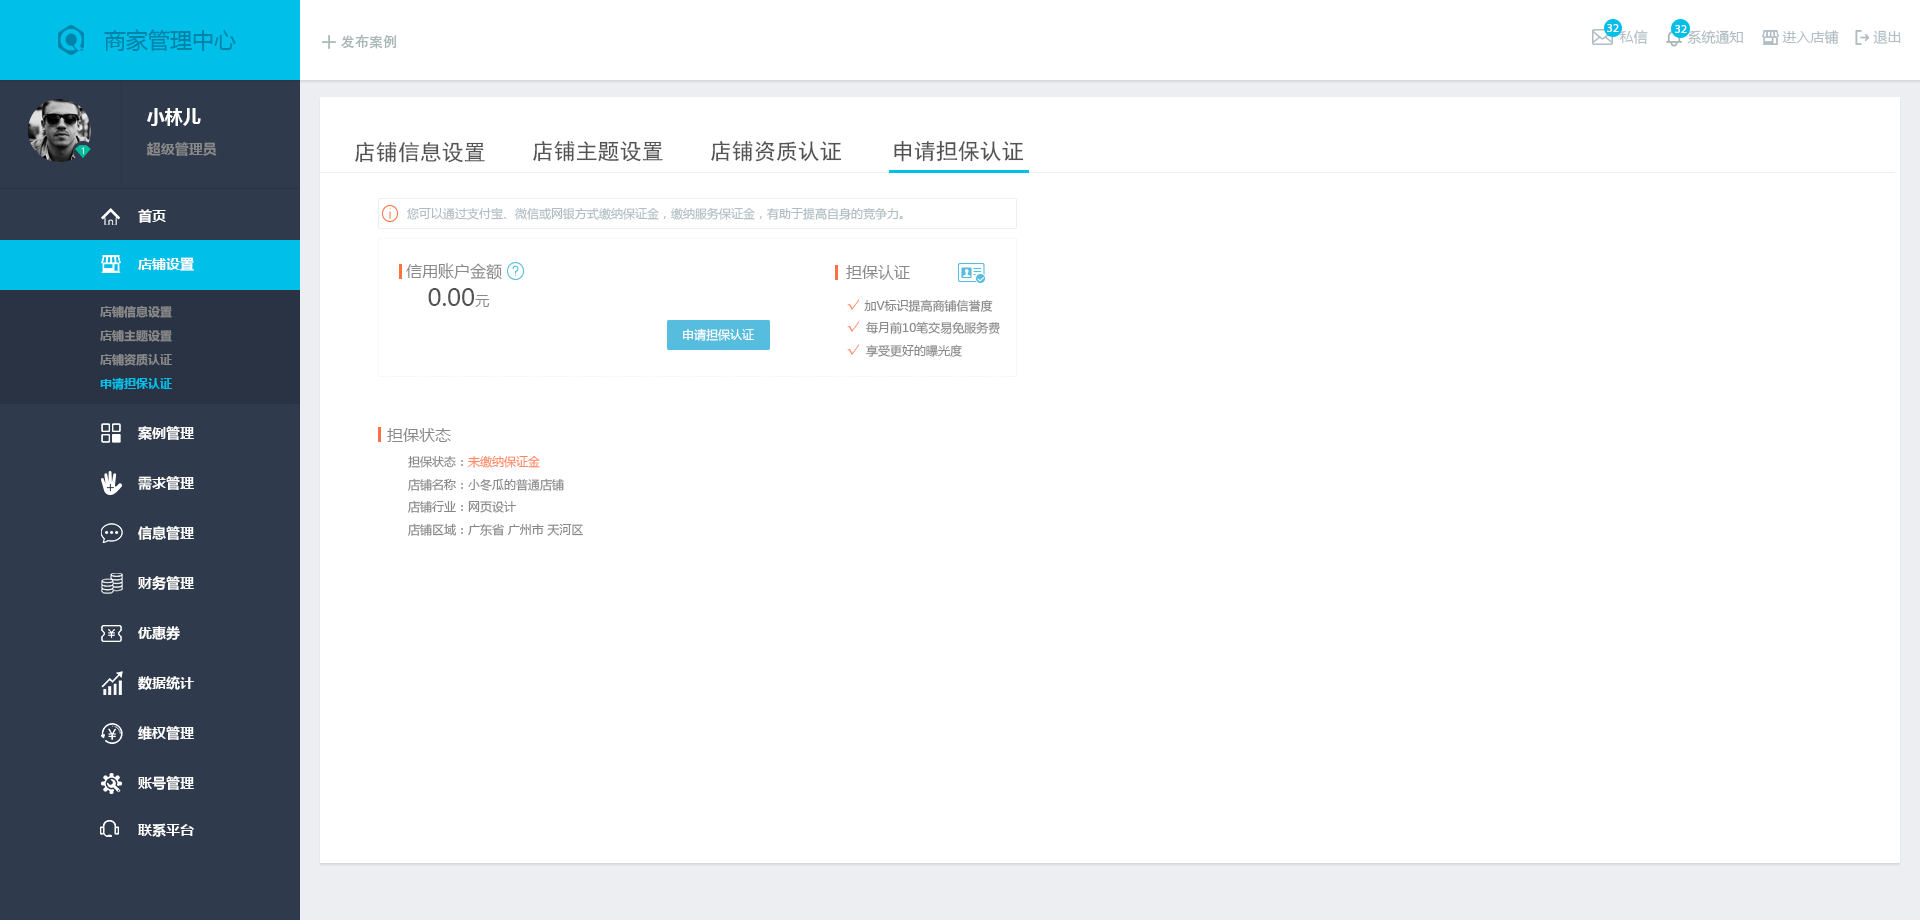 商家管理中心
发布案例
32
私信
32
系统通知
进入店铺
退出
小林儿
1
超级管理员
首页
店铺设置
店铺信息设置
店铺主题设置
店铺资质认证
申请担保认证
案例管理
需求管理
信息管理
财务管理
优惠券
数据统计
维权管理
账号管理
联系平台
店铺信息设置 店铺主题设置 店铺资质认证 申请担保认证
您可以通过支付宝、微信或网银方式缴纳保证金，缴纳服务保证金，有助于提高自身的竞争力。
信用账户金额
0.00元
申请担保认证
担保认证
加V标识提高商铺信誉度
每月前10笔交易免服务费
享受更好的曝光度
担保状态
担保状态：未缴纳保证金
店铺名称：小冬瓜的普通店铺
店铺行业：网页设计
店铺区域：广东省 广州市 天河区